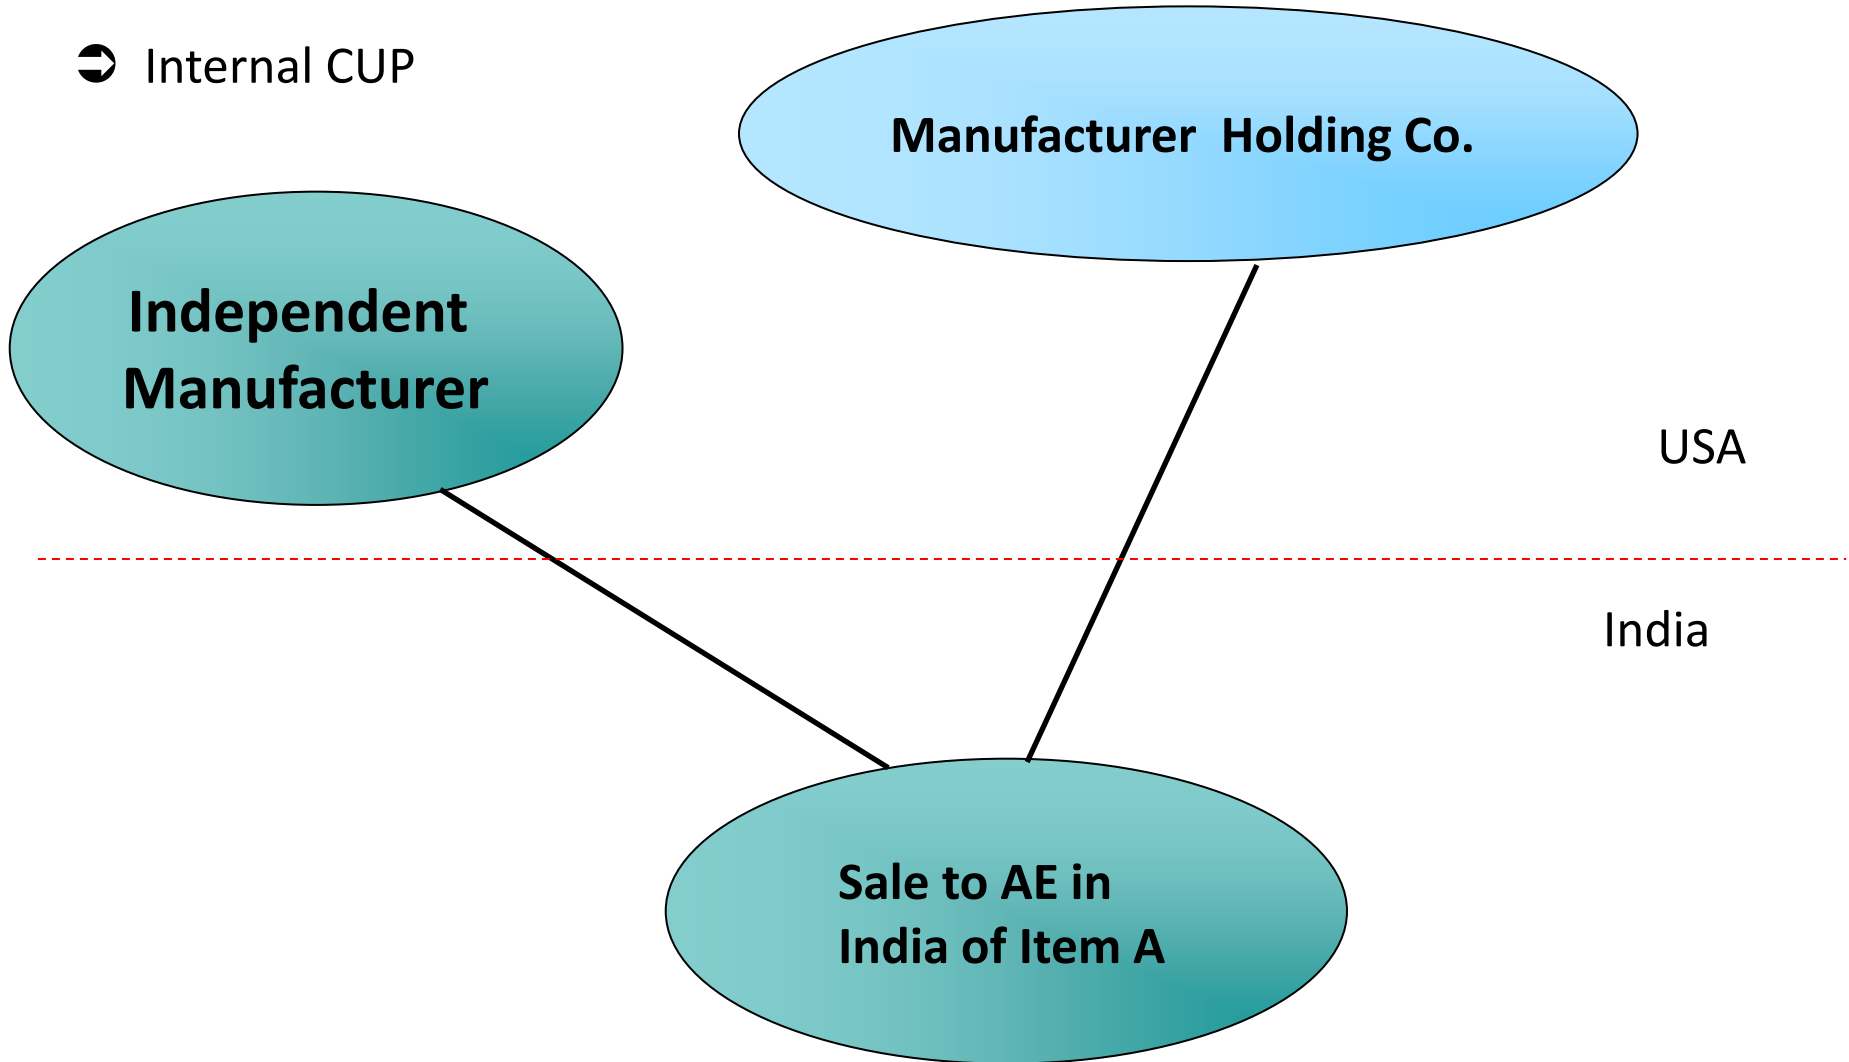 ➲ Internal CUP
Manufacturer Holding Co.
Independent
Manufacturer
USA
India
Sale to AE in
India of Item A